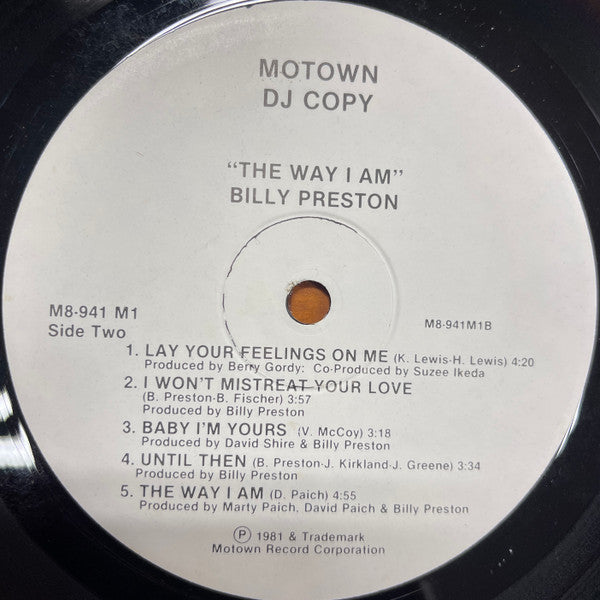 MOTOWN
DJ COPY
"THE WAY I AM"
BILLY PRESTON
M8-941 M1
Side Two
M8-941M1B
1. LAY YOUR FEELINGS ON ME (K. Lewis-H. Lewis) 4:20
Produced by Berry Gordy: Co-Produced by Suzee Ikeda
2. I WON'T MISTREAT YOUR LOVE
(B. Preston-B. Fischer) 3:57
Produced by Billy Preston
3. BABY I'M YOURS (V. McCoy) 3:18
Produced by David Shire & Billy Preston
4. UNTIL THEN (B. Preston-J. Kirkland-J. Greene) 3:34
Produced by Billy Preston
5. THE WAY I AM (D. Paich) 4:55
Produced by Marty Paich, David Paich & Billy Preston
Ⓟ 1981 & Trademark
Motown Record Corporation